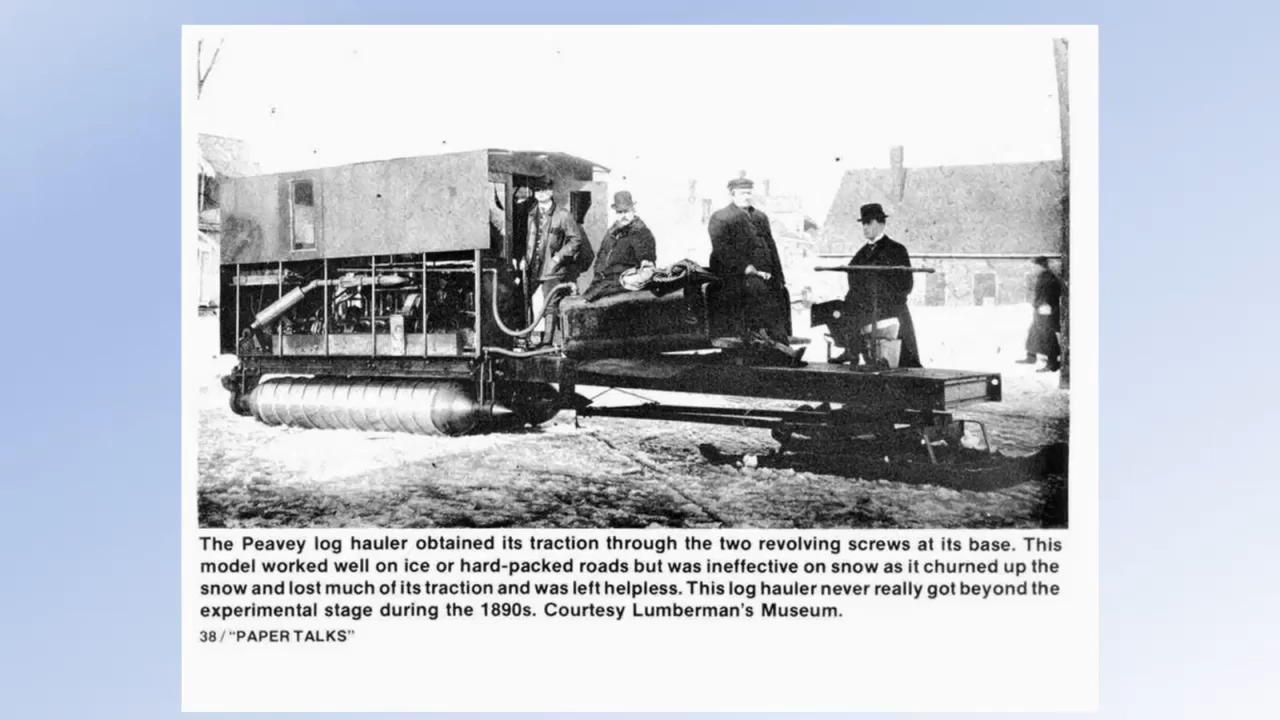 The Peavey log hauler obtained its traction through the two revolving screws at its base. This
model worked well on ice or hard-packed roads but was ineffective on snow as it churned up the
snow and lost much of its traction and was left helpless. This log hauler never really got beyond the
experimental stage during the 1890s. Courtesy Lumberman's Museum.
38/“PAPER TALKS”